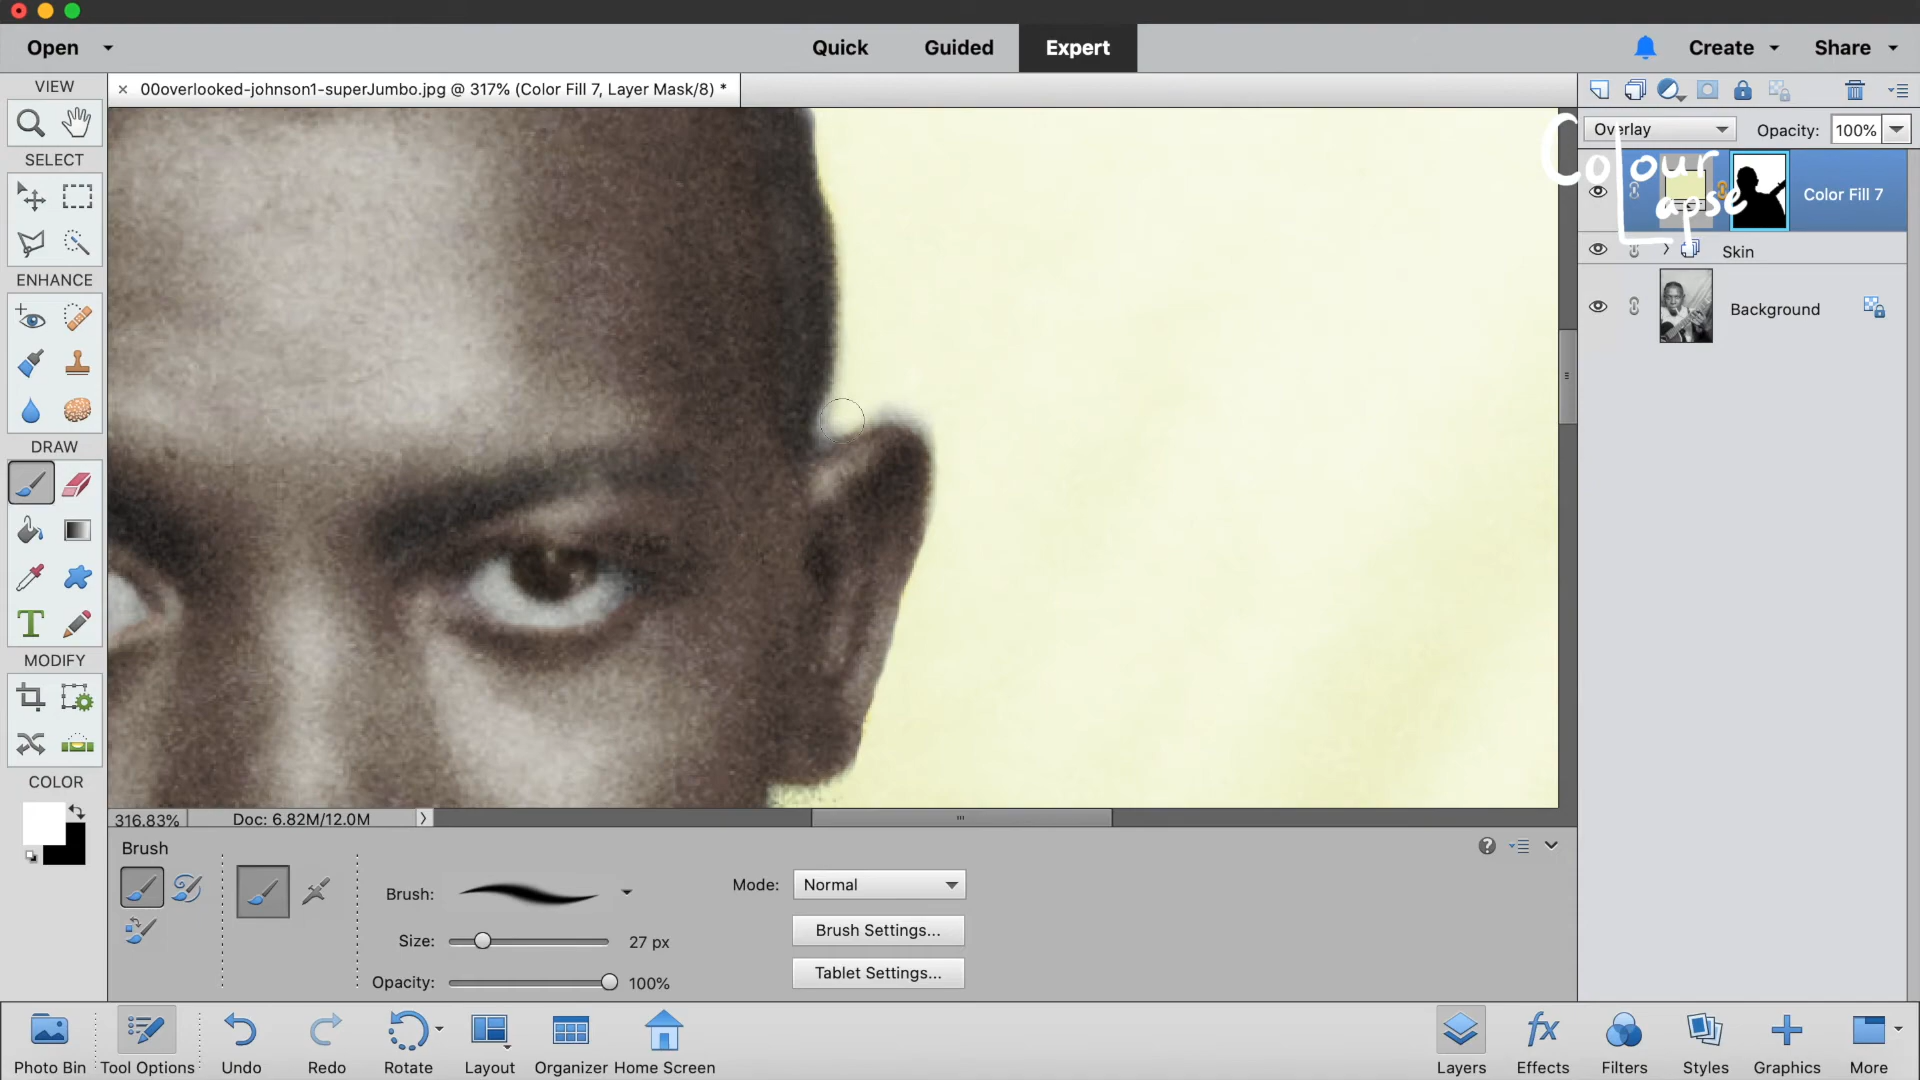 Open
Quick
Guided
Expert
Create
Share
VIEW
00overlooked-johnson1-superJumbo.jpg @ 317% (Color Fill 7, Layer Mask/8) *
Overlay
Opacity:
100%
Colour
Lapse
Color Fill 7
Skin
Background
SELECT
ENHANCE
DRAW
MODIFY
COLOR
316.83%
Doc: 6.82M/12.0M
Brush
Brush:
Size:
27 px
Opacity:
100%
Mode:
Normal
Brush Settings...
Tablet Settings...
Photo Bin
Tool Options
Undo
Redo
Rotate
Layout
Organizer
Home Screen
Layers
Effects
Filters
Styles
Graphics
More